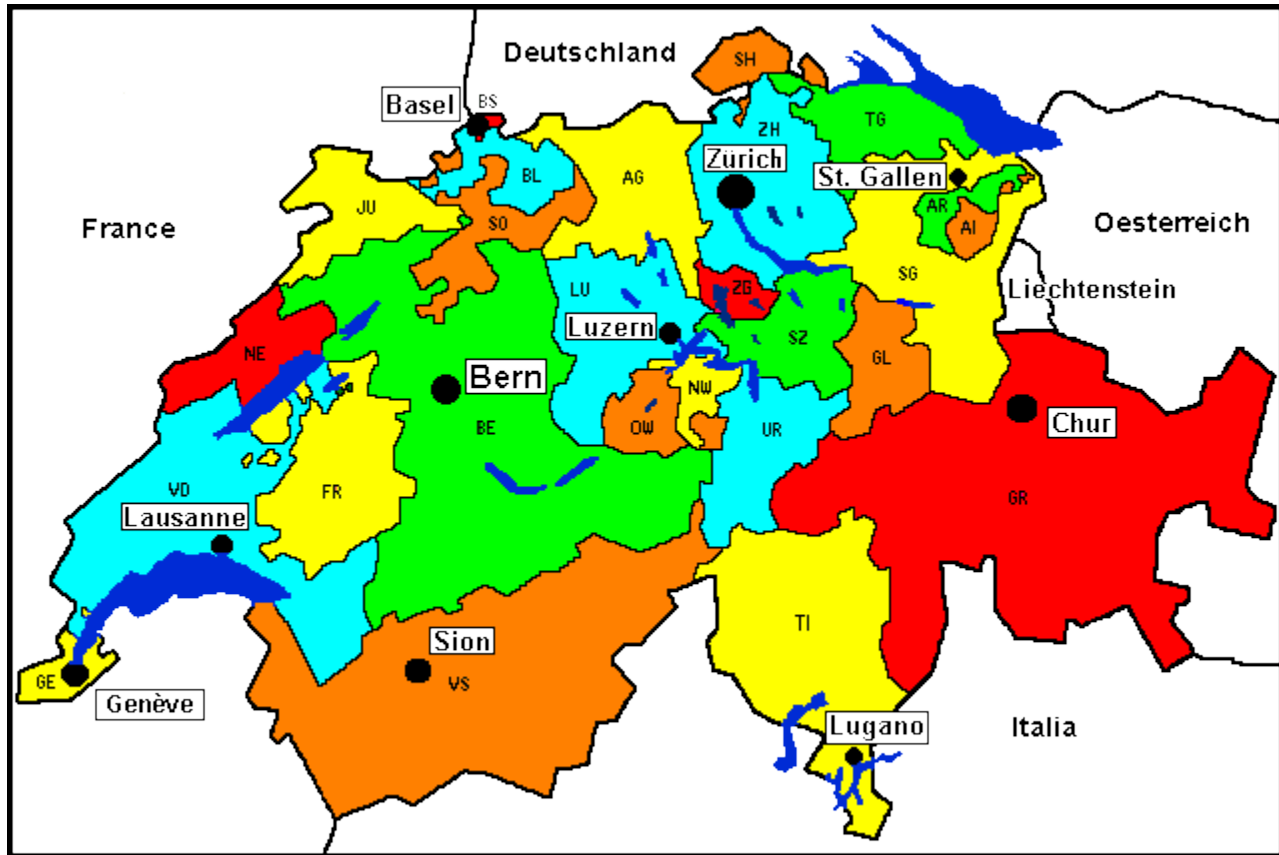 Deutschland
SH
Basel
BS
TG
ZH
Zürich
St. Gallen
BL
AG
JU
AR
France
SO
AI
Oesterreich
SG
LU
ZG
Liechtenstein
Luzern
SZ
NE
GL
Bern
NW
Chur
BE
OW
UR
VD
FR
GR
Lausanne
TI
Sion
GE
VS
Genève
Lugano
Italia